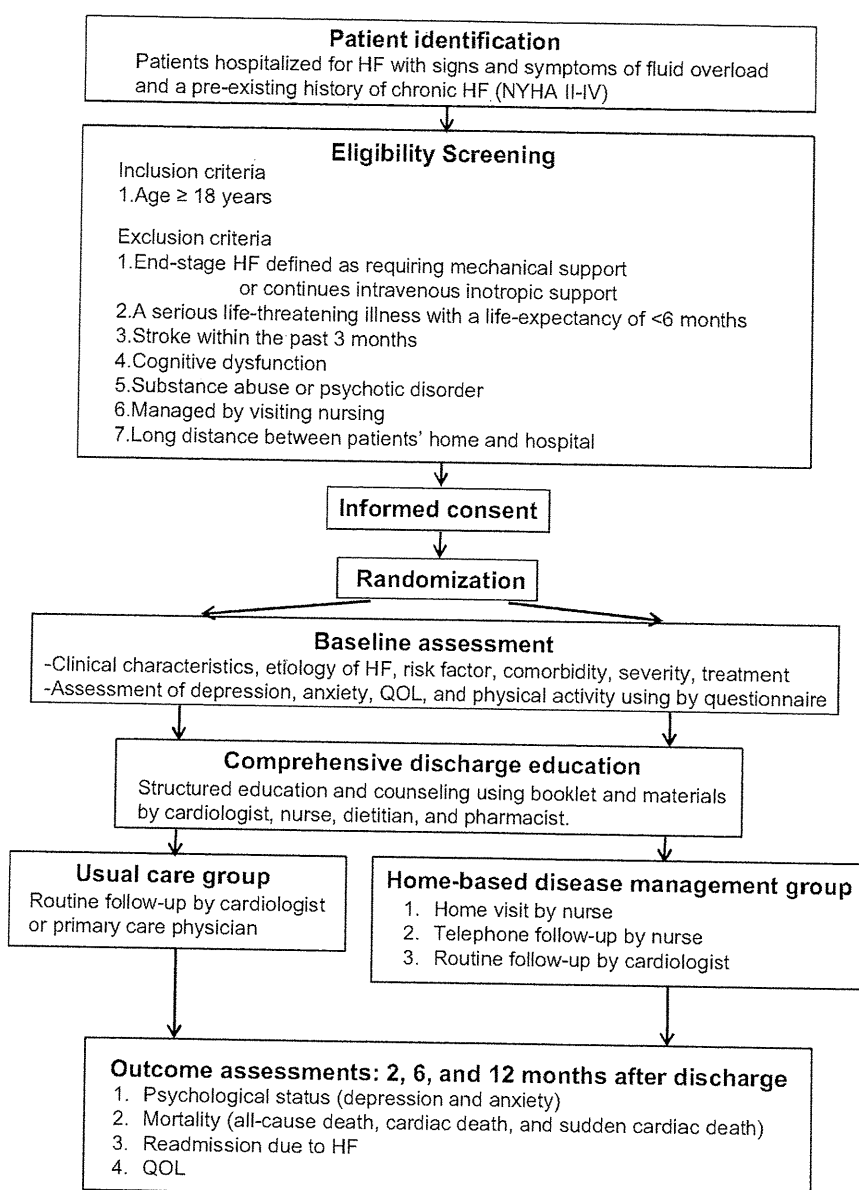 Patient identification
Patients hospitalized for HF with signs and symptoms of fluid overload
and a pre-existing history of chronic HF (NYHA II-IV)
Eligibility Screening
Inclusion criteria
1.Age ≥ 18 years
Exclusion criteria
1.End-stage HF defined as requiring mechanical support
or continues intravenous inotropic support
2.A serious life-threatening illness with a life-expectancy of <6 months
3.Stroke within the past 3 months
4.Cognitive dysfunction
5.Substance abuse or psychotic disorder
6.Managed by visiting nursing
7.Long distance between patients' home and hospital
Informed consent
Randomization
Baseline assessment
-Clinical characteristics, etiology of HF, risk factor, comorbidity, severity, treatment
-Assessment of depression, anxiety, QOL, and physical activity using by questionnaire
Comprehensive discharge education
Structured education and counseling using booklet and materials
by cardiologist, nurse, dietitian, and pharmacist.
Usual care group
Routine follow-up by cardiologist
or primary care physician
Home-based disease management group
1. Home visit by nurse
2. Telephone follow-up by nurse
3. Routine follow-up by cardiologist
Outcome assessments: 2, 6, and 12 months after discharge
1. Psychological status (depression and anxiety)
2. Mortality (all-cause death, cardiac death, and sudden cardiac death)
3. Readmission due to HF
4. QOL